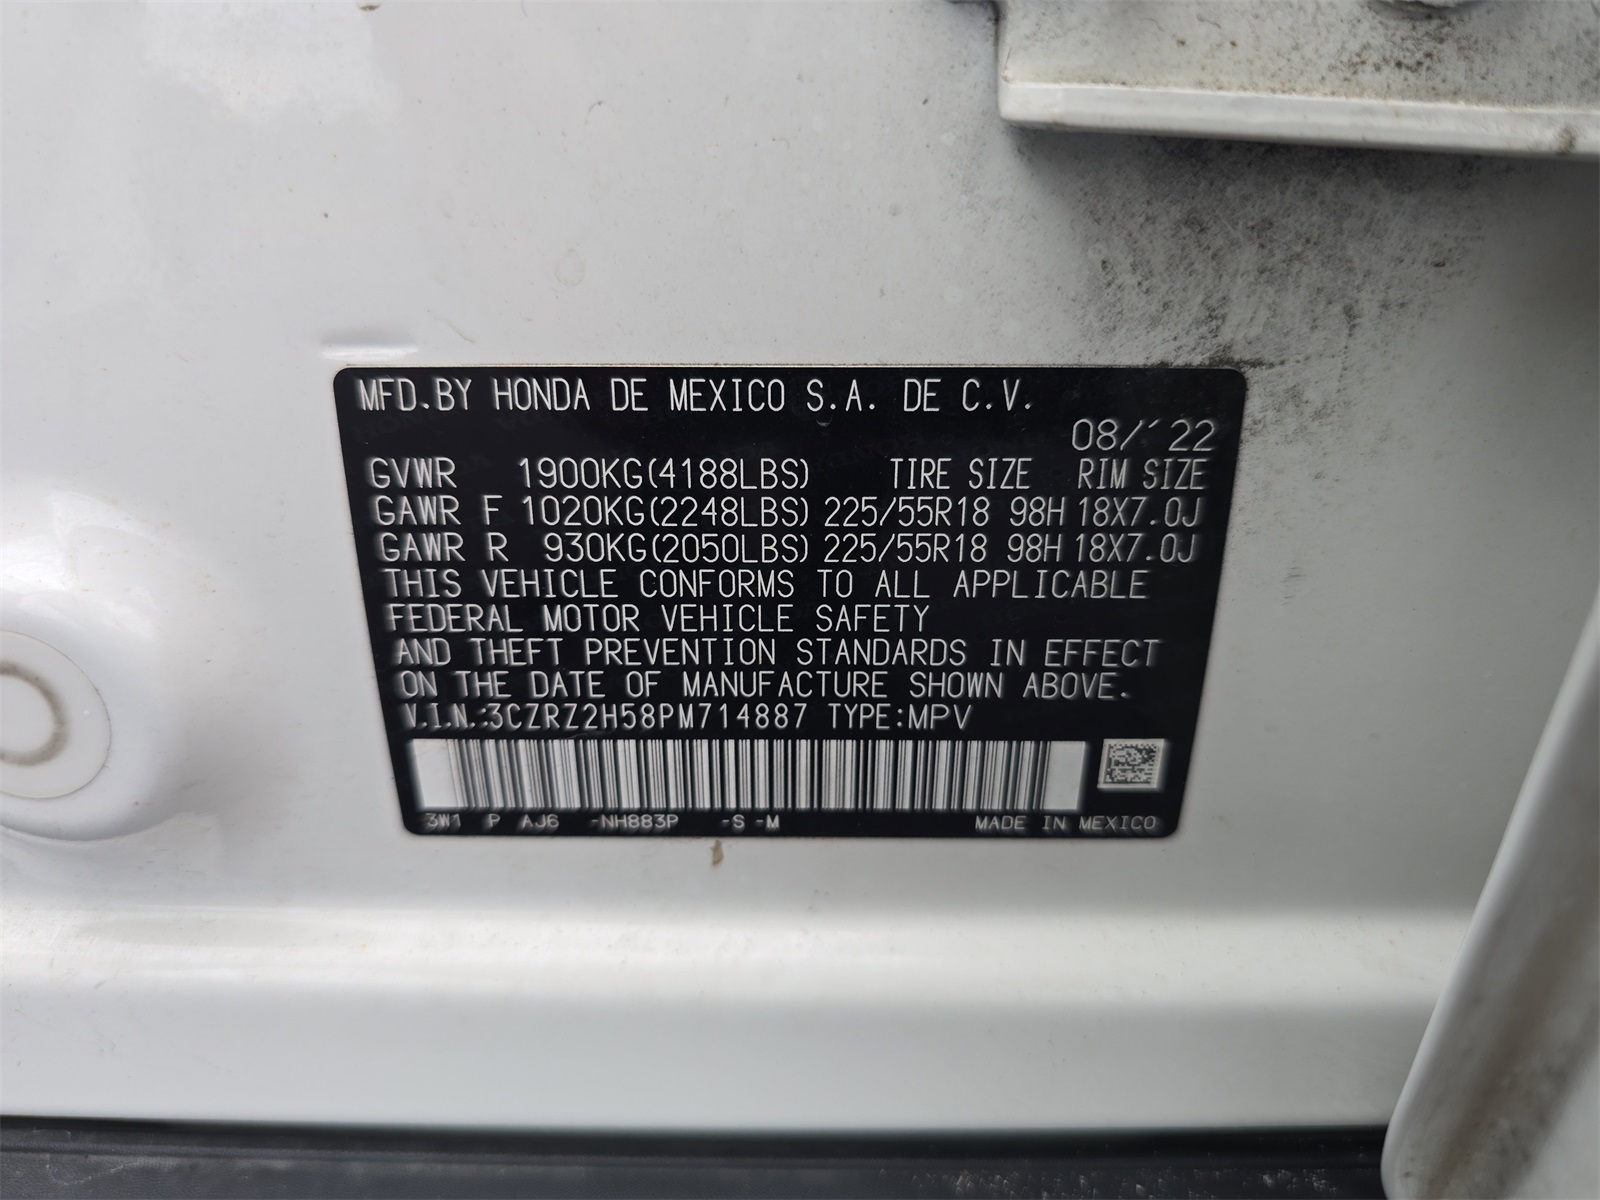 MFD.BY HONDA DE MEXICO S.A. DE C.V.
08/'22
GVWR 1900KG(4188LBS) TIRE SIZE RIM SIZE
GAWR F 1020KG(2248LBS) 225/55R18 98H 18X7.0J
GAWR R 930KG(2050LBS) 225/55R18 98H 18X7.0J
THIS VEHICLE CONFORMS TO ALL APPLICABLE
FEDERAL MOTOR VEHICLE SAFETY
AND THEFT PREVENTION STANDARDS IN EFFECT
ON THE DATE OF MANUFACTURE SHOWN ABOVE.
V.I.N.:3CZRZ2H58PM714887 TYPE:MPV
3W1 P AJ6 -NH883P -S -M MADE IN MEXICO